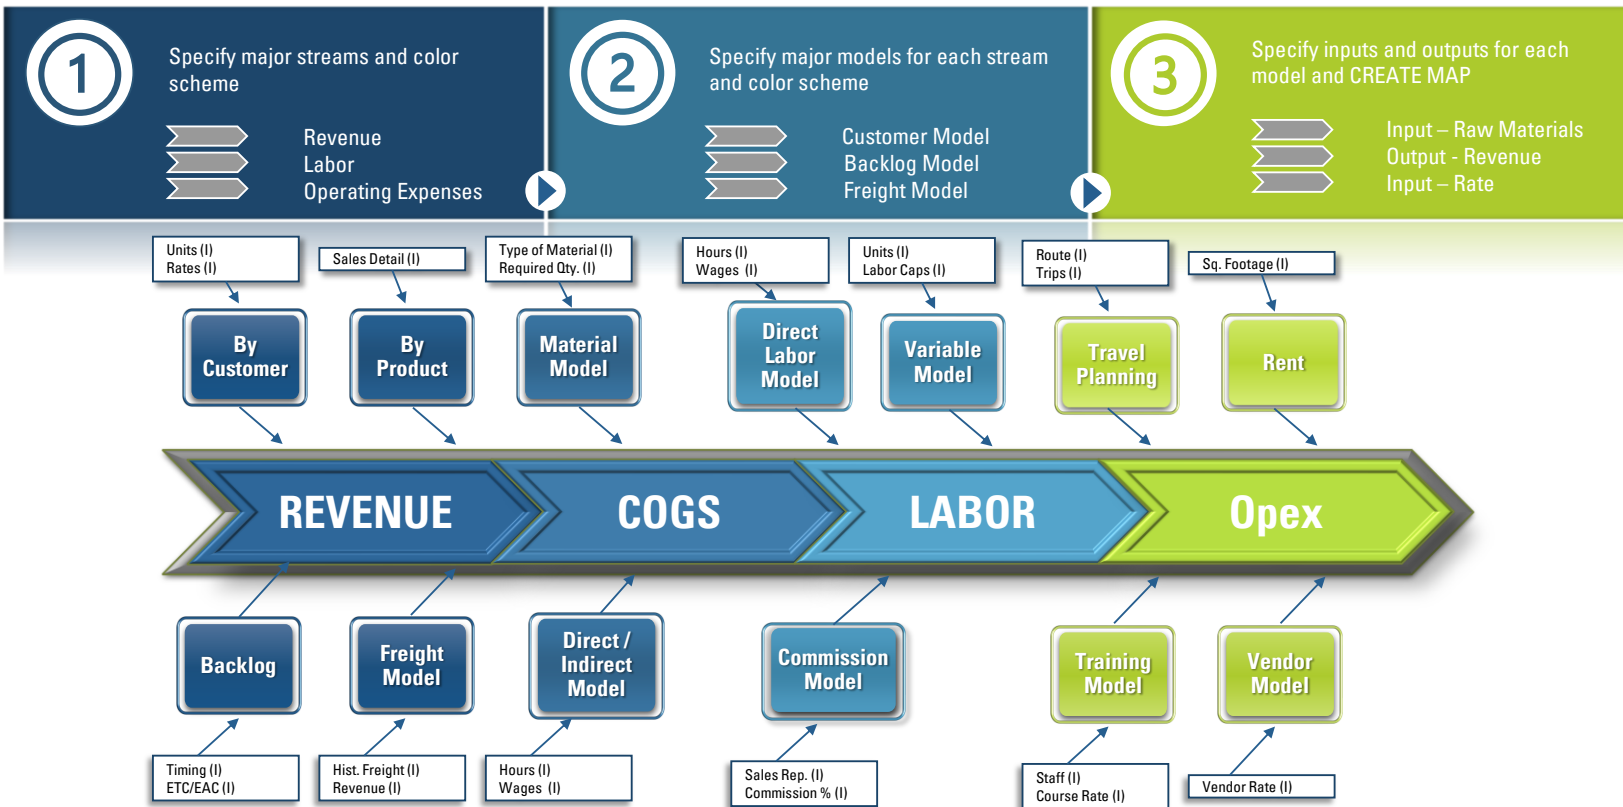 1
Specify major streams and color
scheme
Revenue
Labor
Operating Expenses
2
Specify major models for each stream
and color scheme
Customer Model
Backlog Model
Freight Model
3
Specify inputs and outputs for each
model and CREATE MAP
Input – Raw Materials
Output - Revenue
Input – Rate
Units (I)
Rates (I)
Sales Detail (I)
Type of Material (I)
Required Qty. (I)
Hours (I)
Wages (I)
Units (I)
Labor Caps (I)
Route (I)
Trips (I)
Sq. Footage (I)
By
Customer
By
Product
Material
Model
Direct
Labor
Model
Variable
Model
Travel
Planning
Rent
REVENUE
COGS
LABOR
Opex
Backlog
Freight
Model
Direct /
Indirect
Model
Commission
Model
Training
Model
Vendor
Model
Timing (I)
ETC/EAC (I)
Hist. Freight (I)
Revenue (I)
Hours (I)
Wages (I)
Sales Rep. (I)
Commission % (I)
Staff (I)
Course Rate (I)
Vendor Rate (I)